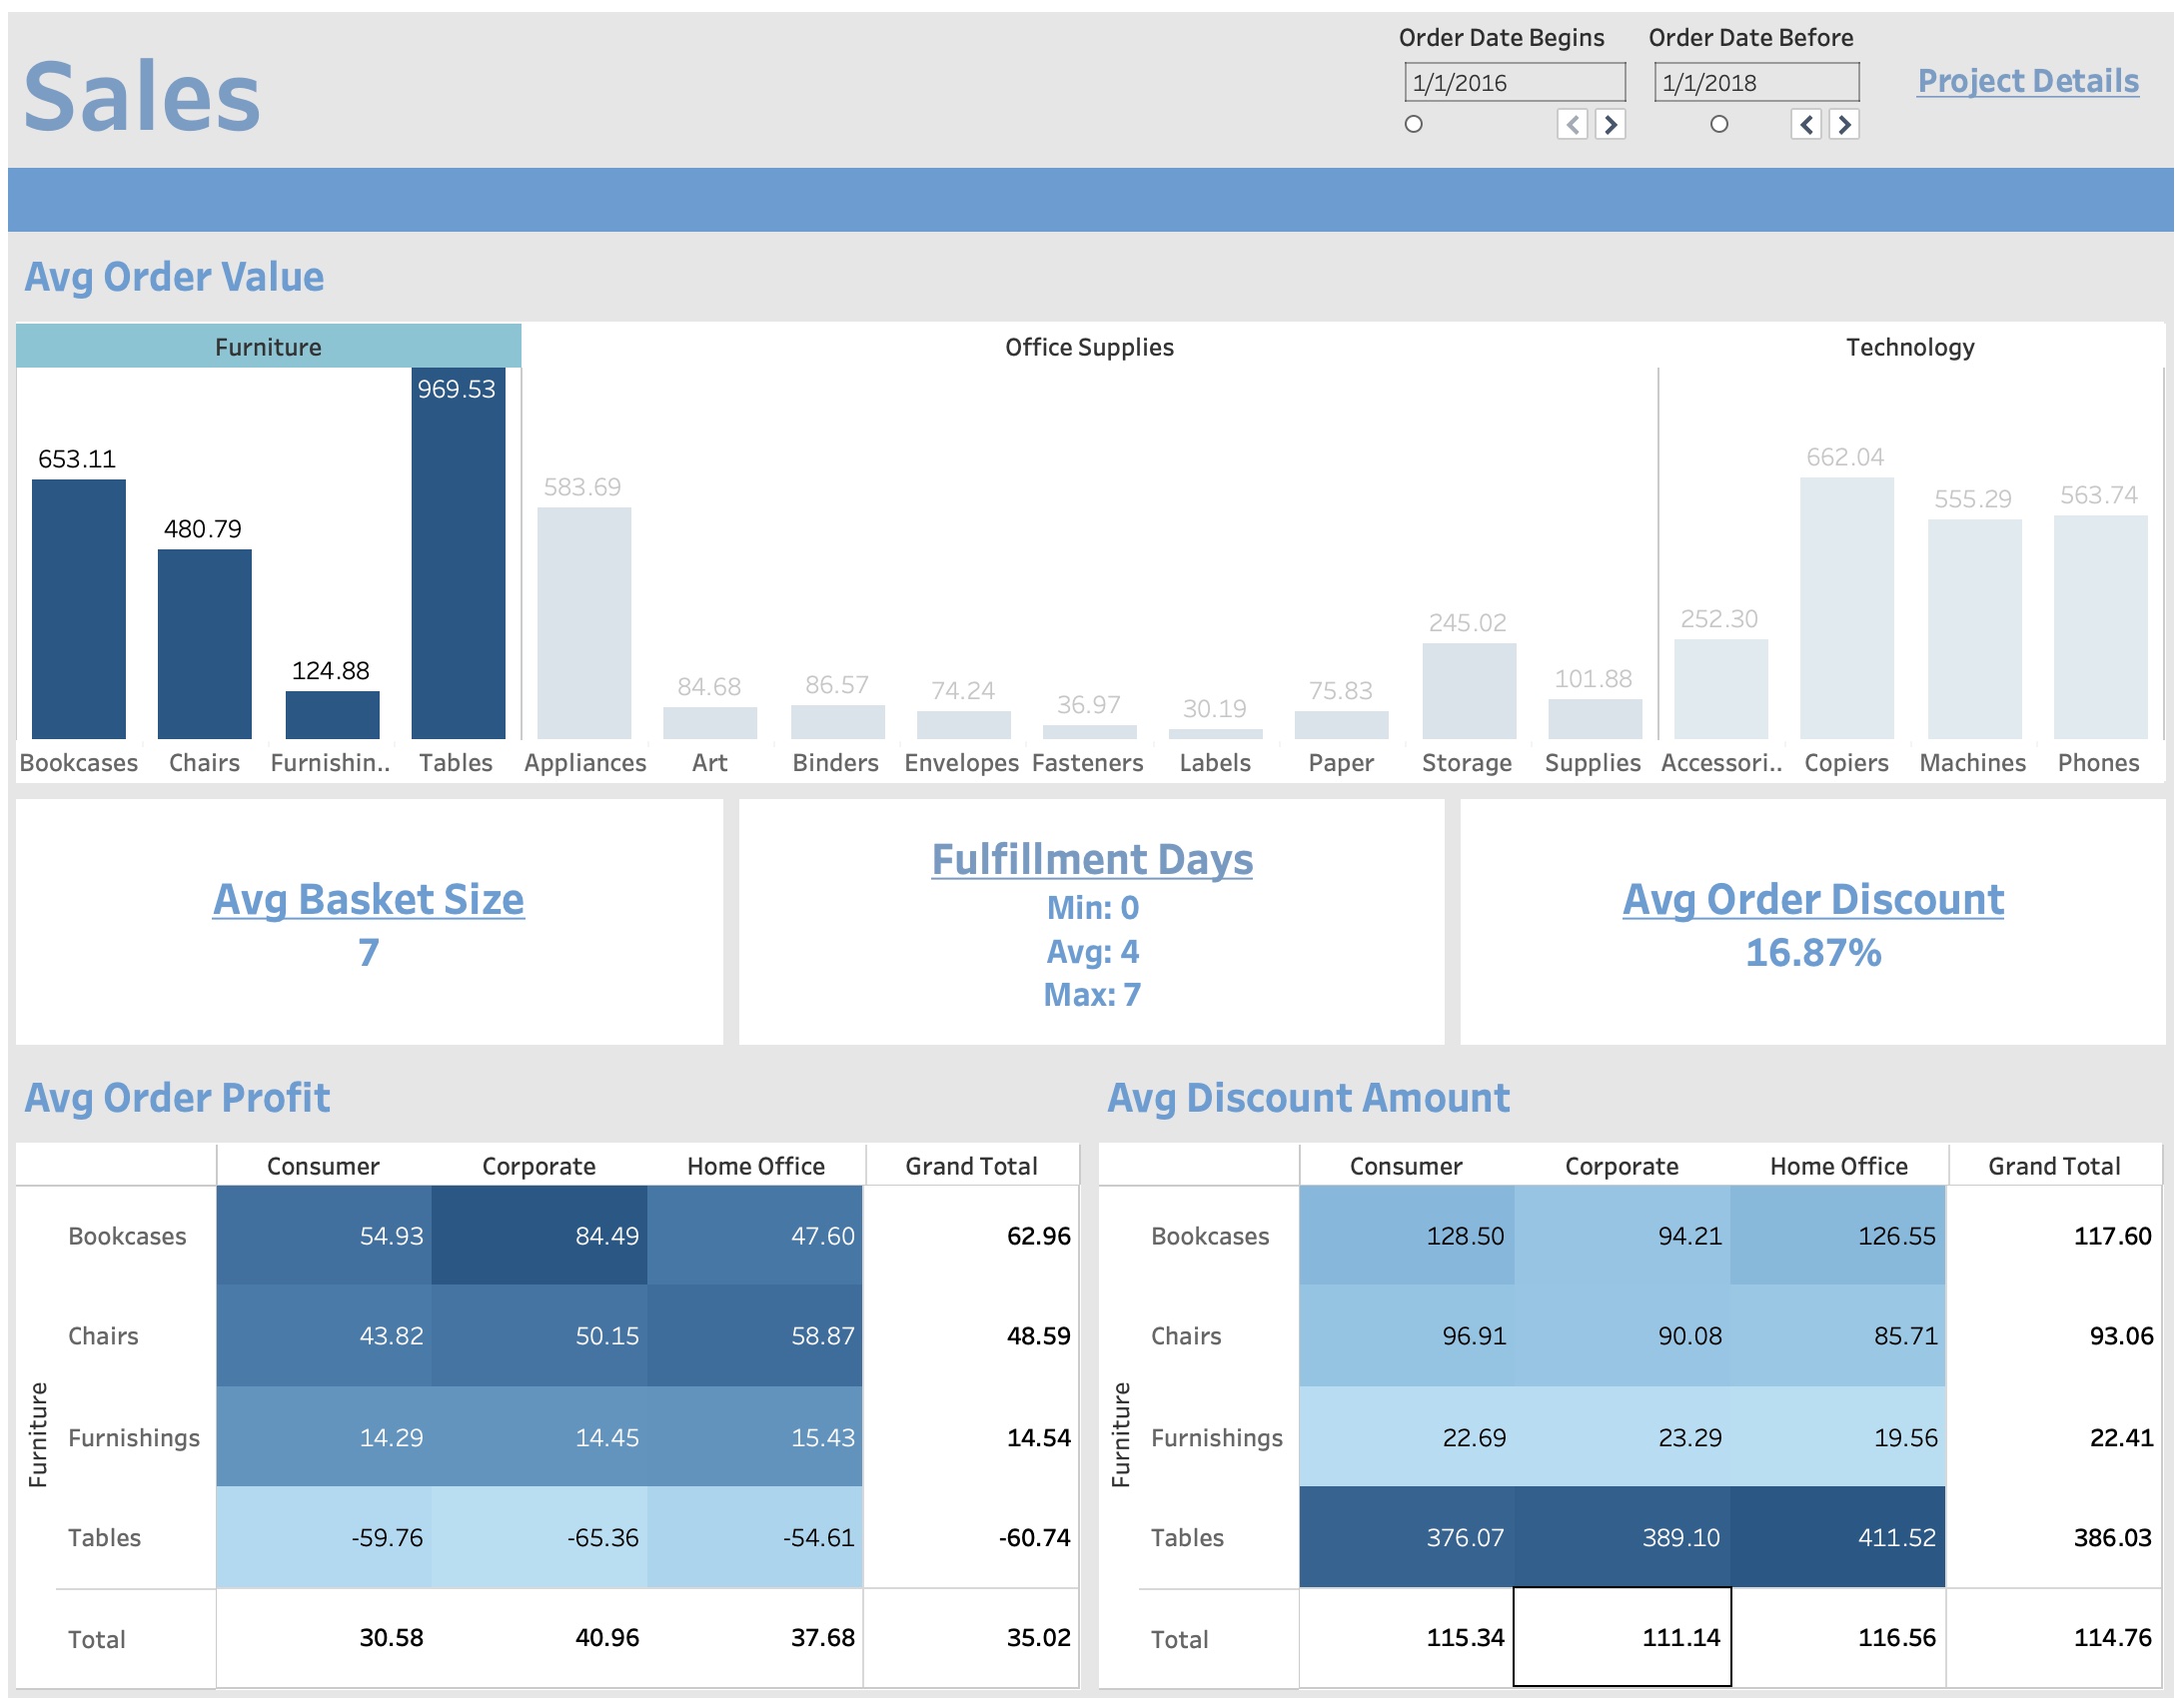 Sales
Order Date Begins
Order Date Before
1/1/2016
1/1/2018
Project Details
Avg Order Value
Furniture Office Supplies Technology
969.53
653.11
662.04
583.69
555.29 563.74
480.79
245.02
252.30
124.88
84.68 86.57 74.24 36.97 30.19 75.83
101.88
Bookcases Chairs Furnishin.. Tables Appliances Art Binders Envelopes Fasteners Labels Paper Storage Supplies Accessori.. Copiers Machines Phones
Avg Basket Size
7
Fulfillment Days
Min: 0
Avg: 4
Max: 7
Avg Order Discount
16.87%
Avg Order Profit
Consumer Corporate Home Office Grand Total
Furniture
Bookcases 54.93 84.49 47.60 62.96
Chairs 43.82 50.15 58.87 48.59
Furnishings 14.29 14.45 15.43 14.54
Tables -59.76 -65.36 -54.61 -60.74
Total 30.58 40.96 37.68 35.02
Avg Discount Amount
Consumer Corporate Home Office Grand Total
Furniture
Bookcases 128.50 94.21 126.55 117.60
Chairs 96.91 90.08 85.71 93.06
Furnishings 22.69 23.29 19.56 22.41
Tables 376.07 389.10 411.52 386.03
Total 115.34 111.14 116.56 114.76